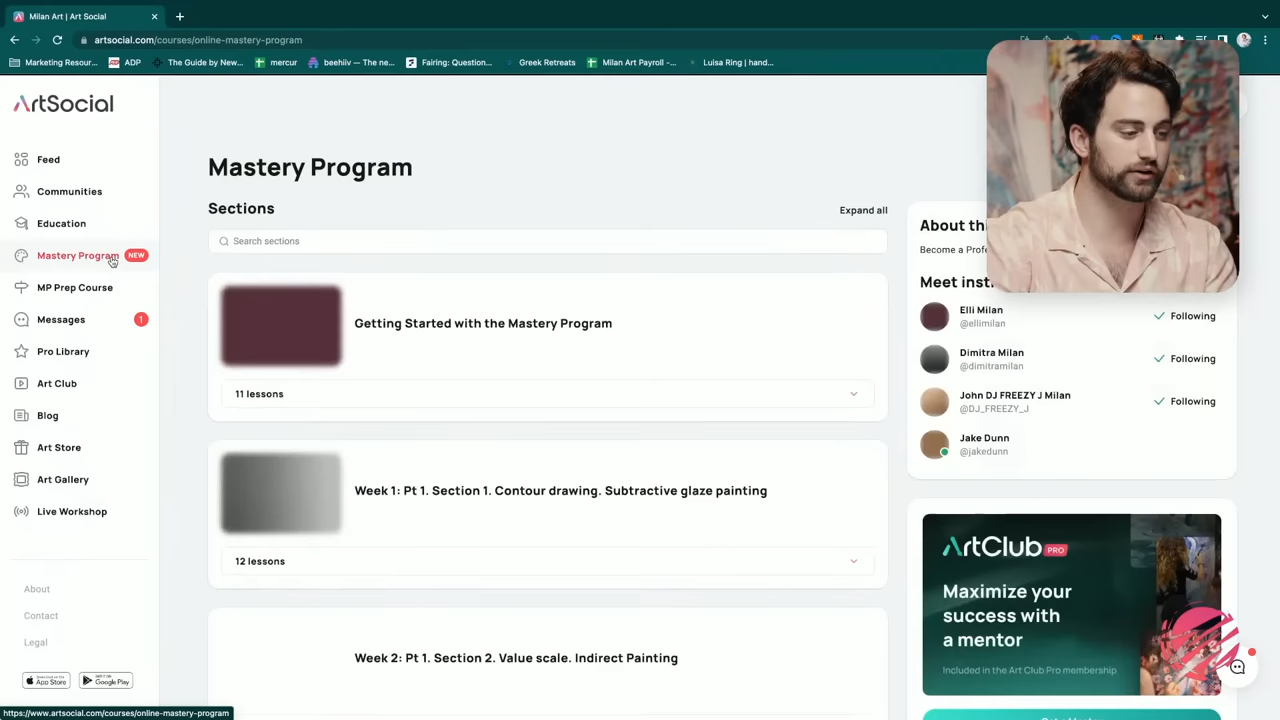 Milan Art | Art Social
artsocial.com/courses/online-mastery-program
Marketing Resour...
ADP
The Guide by New...
mercur
beehiiv — The ne...
Fairing: Question...
Greek Retreats
Milan Art Payroll -...
Luisa Ring | hand...
ArtSocial
Feed
Communities
Education
Mastery Program
NEW
MP Prep Course
Messages
1
Pro Library
Art Club
Blog
Art Store
Art Gallery
Live Workshop
About
Contact
Legal
App Store
Google Play
https://www.artsocial.com/courses/online-mastery-program
Mastery Program
Sections
Expand all
Search sections
Getting Started with the Mastery Program
11 lessons
Week 1: Pt 1. Section 1. Contour drawing. Subtractive glaze painting
12 lessons
Week 2: Pt 1. Section 2. Value scale. Indirect Painting
About
Become a
Meet
Elli Milan
@ellimilan
Following
Dimitra Milan
@dimitramilan
Following
John DJ FREEZY J Milan
@DJ_FREEZY_J
Following
Jake Dunn
@jakedunn
ArtClub PRO
Maximize your
success with
a mentor
Included in the Art Club Pro membership